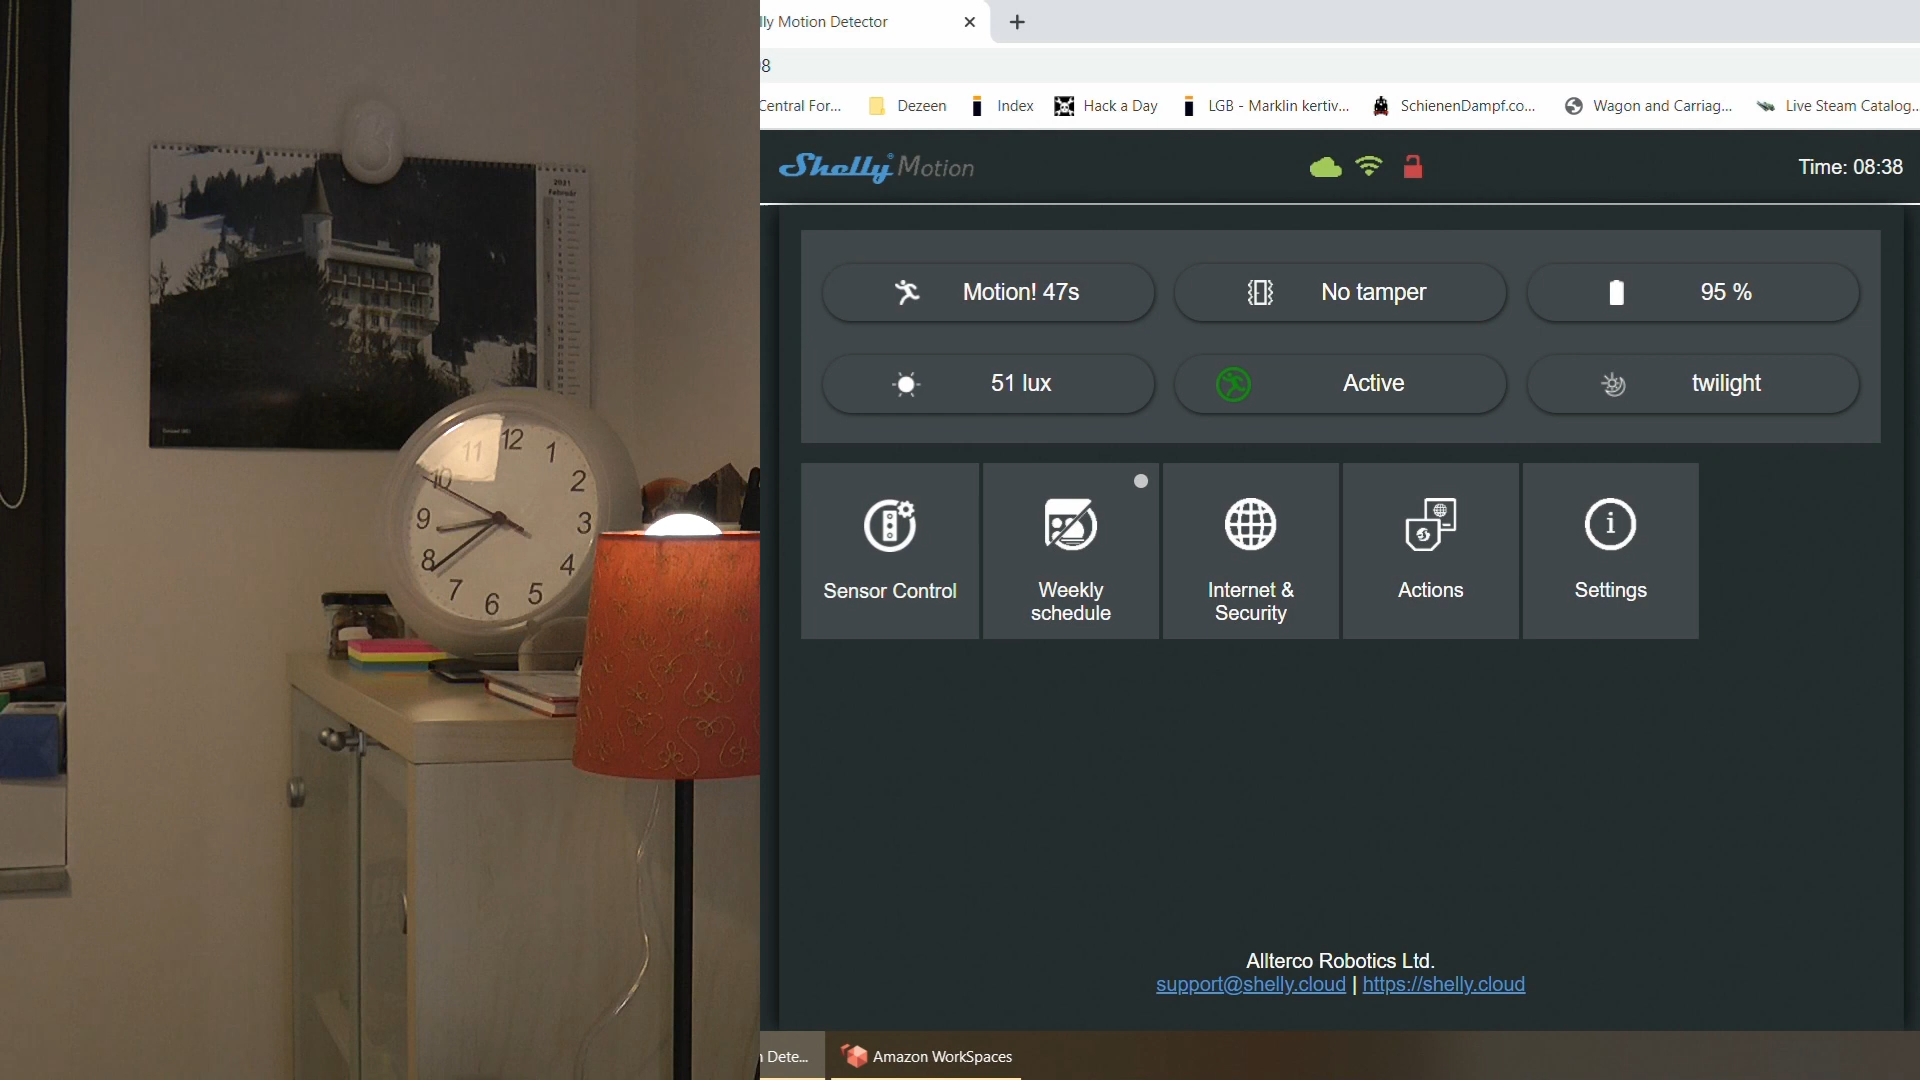 lly Motion Detector
8
Central For... Dezeen Index Hack a Day LGB - Marklin kertiv... SchienenDampf.co... Wagon and Carriag... Live Steam Catalog...
Shelly® Motion Time: 08:38
Motion! 47s No tamper 95 %
51 lux Active twilight
Sensor Control
Weekly
schedule
Internet &
Security
Actions
Settings
Allterco Robotics Ltd.
support@shelly.cloud | https://shelly.cloud
n Dete... Amazon WorkSpaces
2021
Február
12
1
2
3
4
5
6
7
8
9
10
11